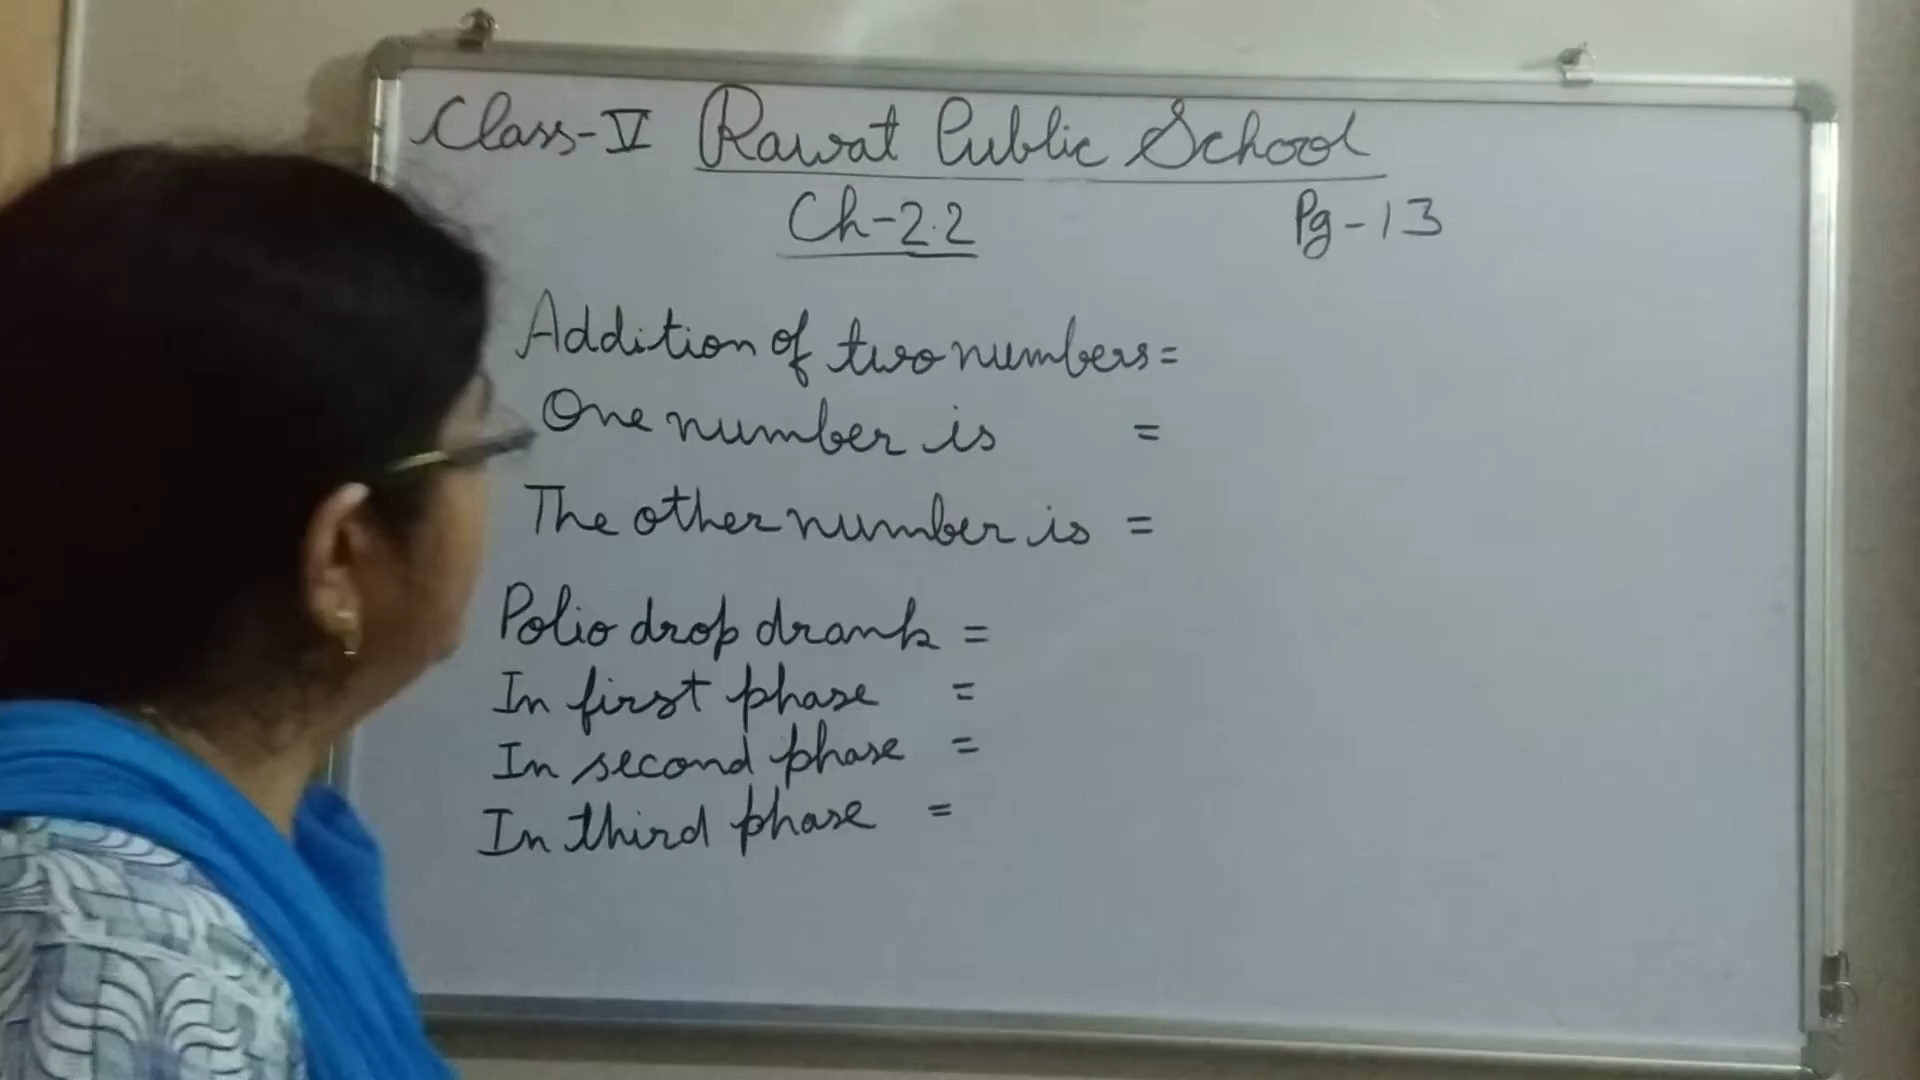 Class-V Rawat Public School
Ch-2.2 Pg-13
Addition of two numbers=
One number is =
The other number is =
Polio drop drank =
In first phase =
In second phase =
In third phase =